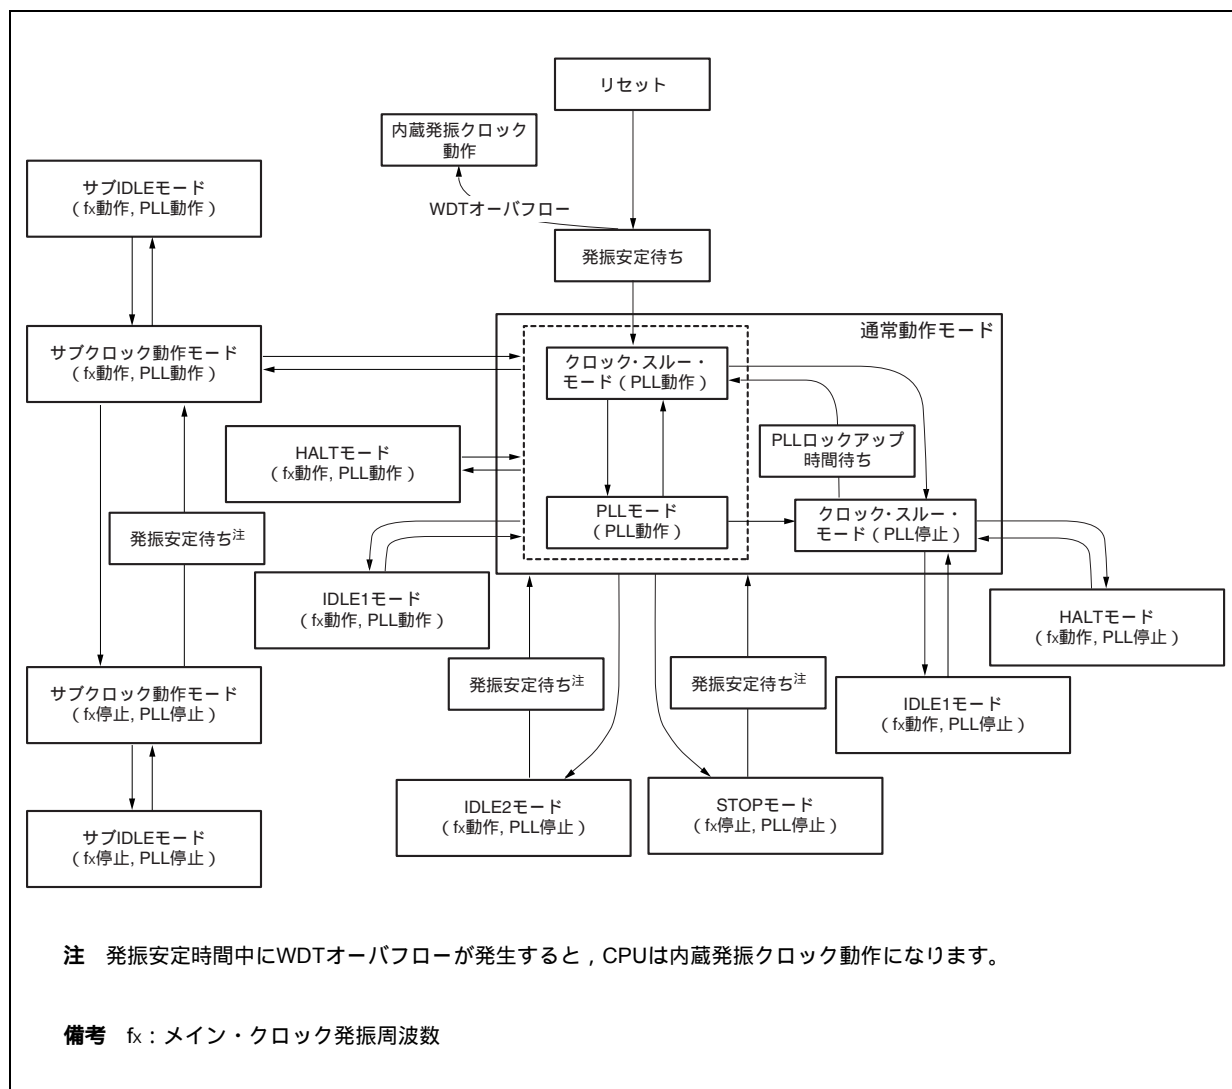 リセット
内蔵発振クロック
動作
サブIDLEモード
（fx動作, PLL動作）
WDTオーバフロー
発振安定待ち
通常動作モード
サブクロック動作モード
（fx動作, PLL動作）
クロック・スルー・
モード（PLL動作）
HALTモード
（fx動作, PLL動作）
PLLロックアップ
時間待ち
PLLモード
（PLL動作）
クロック・スルー・
モード（PLL停止）
発振安定待ち注
IDLE1モード
（fx動作, PLL動作）
HALTモード
（fx動作, PLL停止）
発振安定待ち注
発振安定待ち注
サブクロック動作モード
（fx停止, PLL停止）
IDLE1モード
（fx動作, PLL停止）
IDLE2モード
（fx動作, PLL停止）
STOPモード
（fx停止, PLL停止）
サブIDLEモード
（fx停止, PLL停止）
注 発振安定時間中にWDTオーバフローが発生すると，CPUは内蔵発振クロック動作になります。
備考 fx：メイン・クロック発振周波数